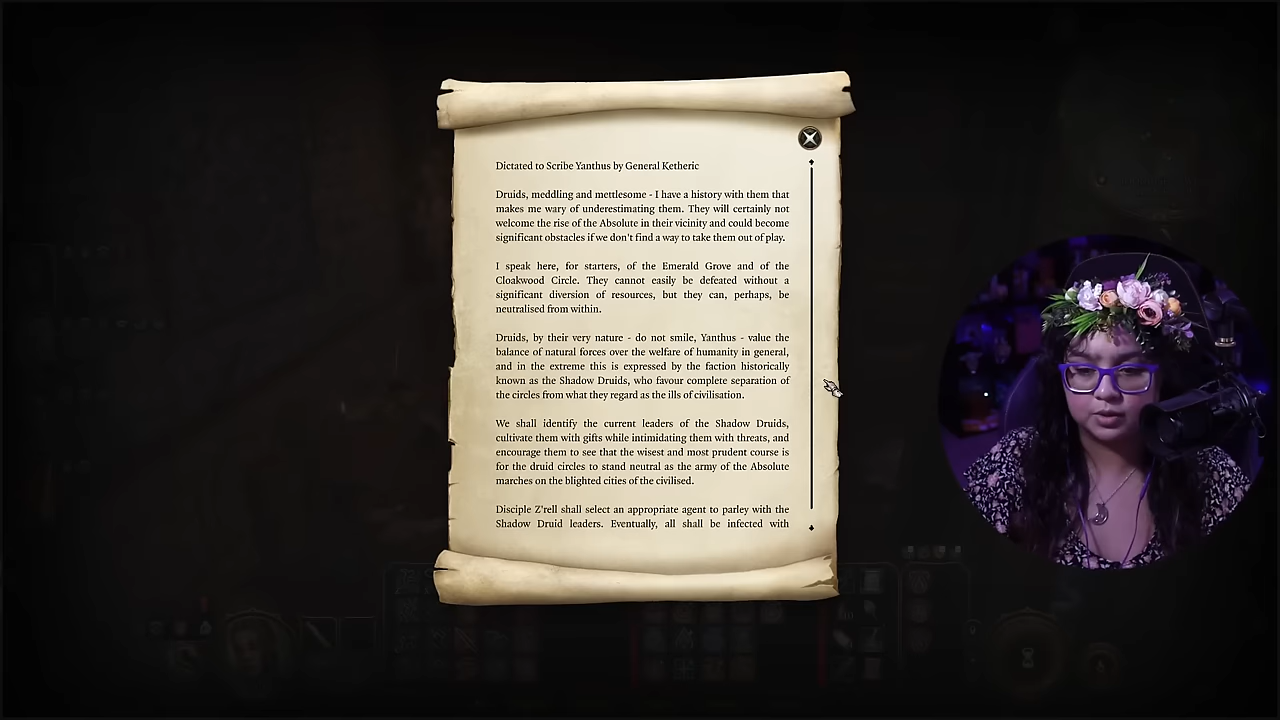 Dictated to Scribe Yanthus by General Ketheric
Druids, meddling and mettlesome - I have a history with them that
makes me wary of underestimating them. They will certainly not
welcome the rise of the Absolute in their vicinity and could become
significant obstacles if we don't find a way to take them out of play.
I speak here, for starters, of the Emerald Grove and of the
Cloakwood Circle. They cannot easily be defeated without a
significant diversion of resources, but they can, perhaps, be
neutralised from within.
Druids, by their very nature - do not smile, Yanthus - value the
balance of natural forces over the welfare of humanity in general,
and in the extreme this is expressed by the faction historically
known as the Shadow Druids, who favour complete separation of
the circles from what they regard as the ills of civilisation.
We shall identify the current leaders of the Shadow Druids,
cultivate them with gifts while intimidating them with threats, and
encourage them to see that the wisest and most prudent course is
for the druid circles to stand neutral as the army of the Absolute
marches on the blighted cities of the civilised.
Disciple Z'rell shall select an appropriate agent to parley with the
Shadow Druid leaders. Eventually, all shall be infected with